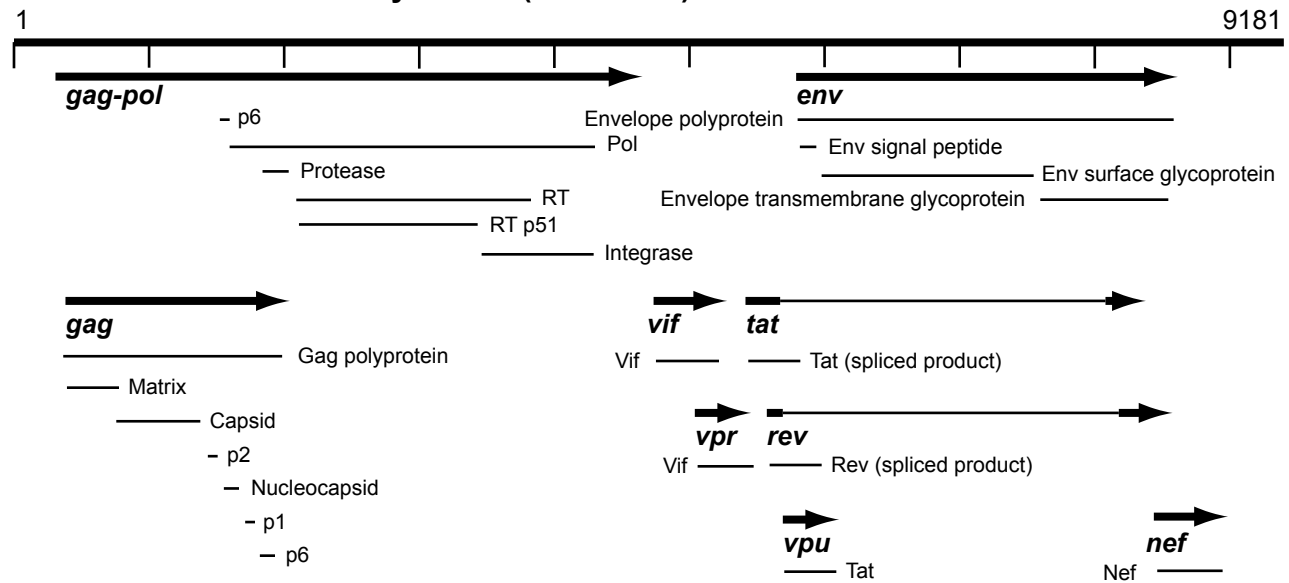 1
9181
gag-pol
env
p6
Envelope polyprotein
Pol
Env signal peptide
Protease
Env surface glycoprotein
RT
Envelope transmembrane glycoprotein
RT p51
Integrase
gag
vif
tat
Gag polyprotein
Vif
Tat (spliced product)
Matrix
Capsid
vpr
rev
p2
Vif
Rev (spliced product)
Nucleocapsid
p1
vpu
nef
p6
Tat
Nef